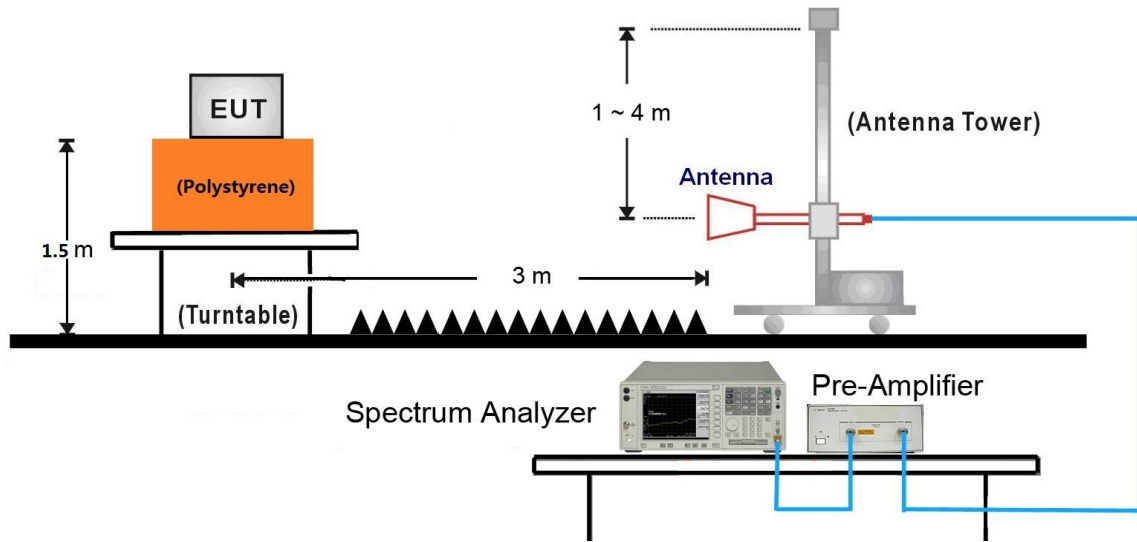 EUT
(Polystyrene)
1.5 m
(Turntable)
3 m
1 ~ 4 m
Antenna
(Antenna Tower)
Spectrum Analyzer
Pre-Amplifier